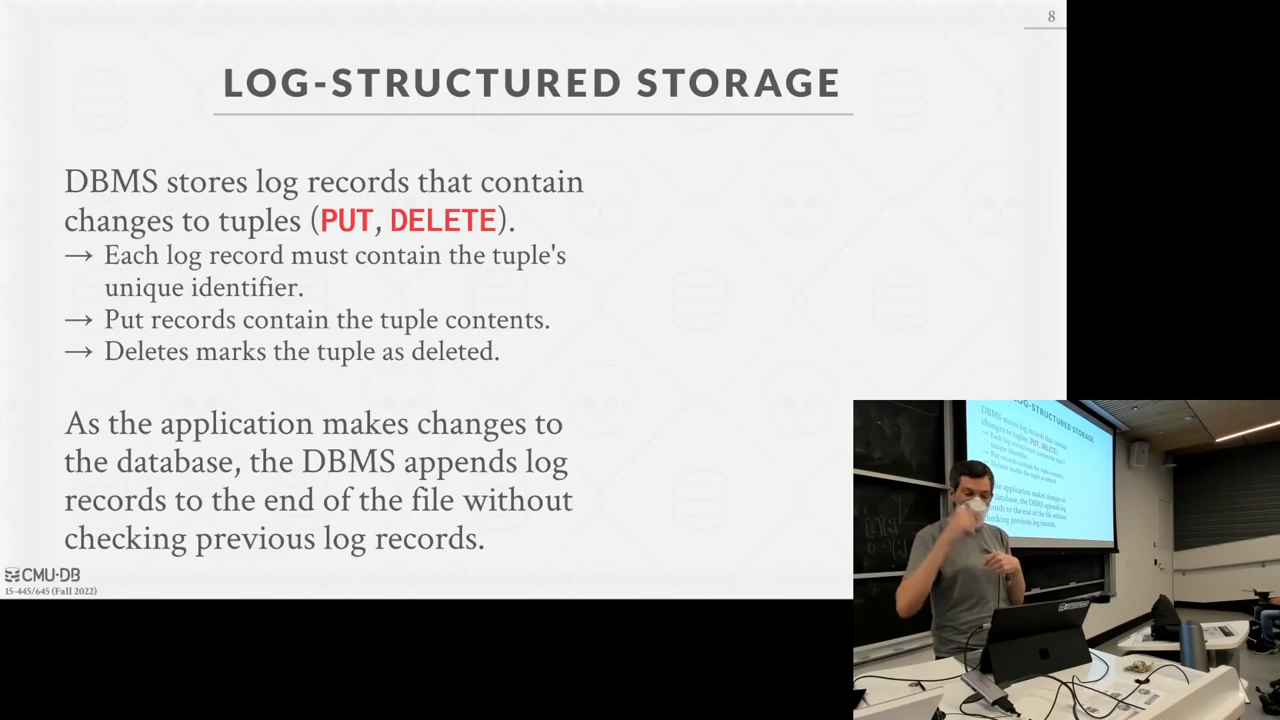 8
LOG-STRUCTURED STORAGE
DBMS stores log records that contain
changes to tuples (PUT, DELETE).
→ Each log record must contain the tuple's
unique identifier.
→ Put records contain the tuple contents.
→ Deletes marks the tuple as deleted.
As the application makes changes to
the database, the DBMS appends log
records to the end of the file without
checking previous log records.
CMU·DB
15-445/645 (Fall 2022)